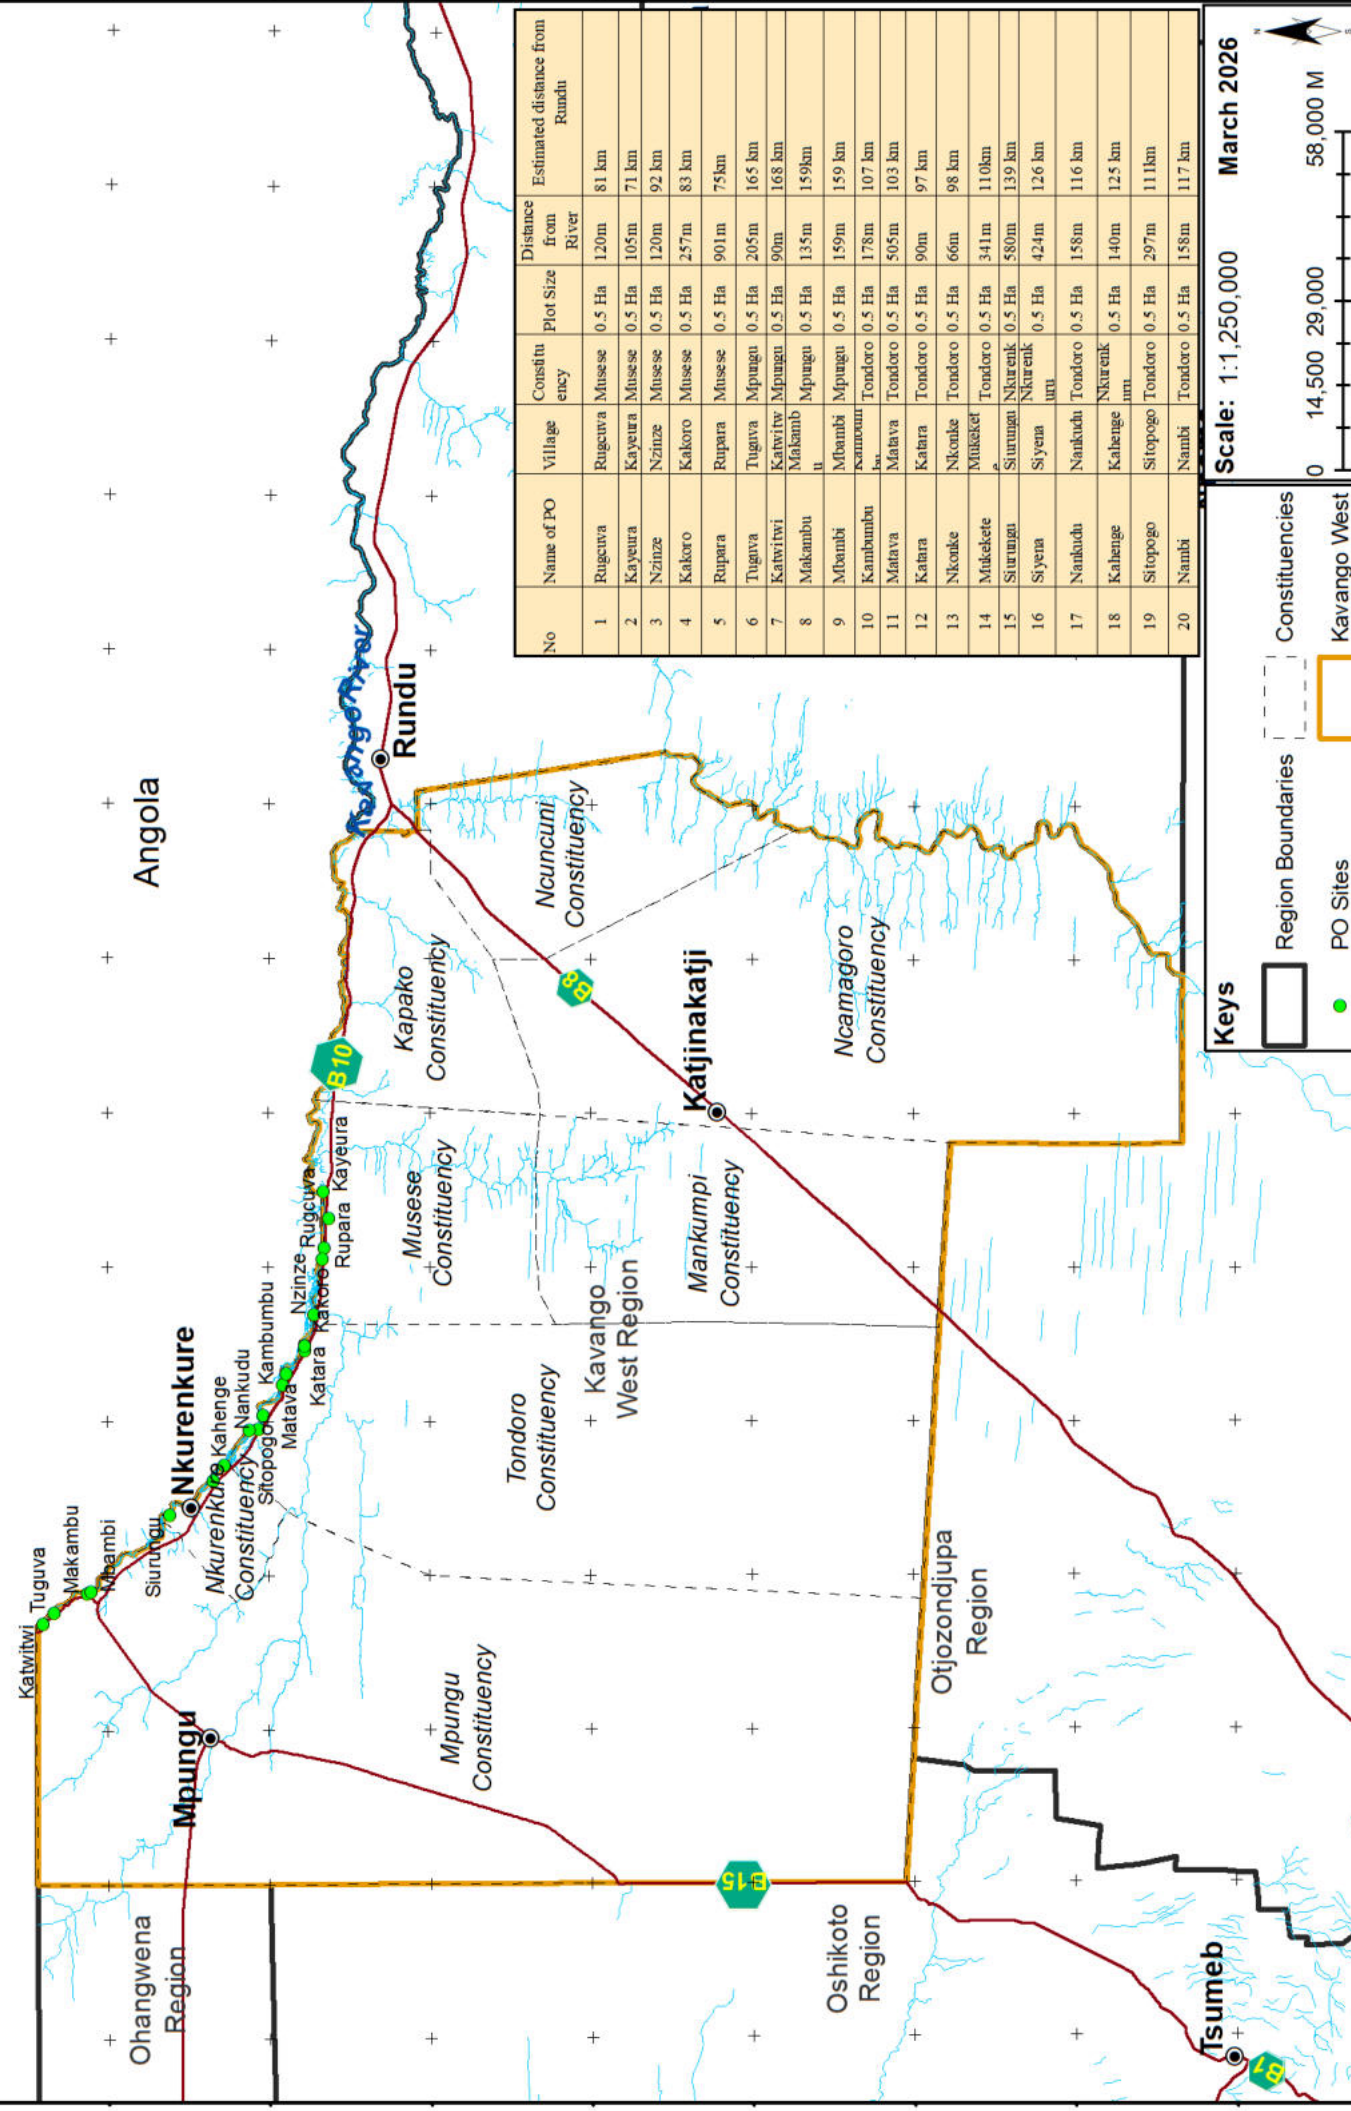 Angola
Kavango River
Rundu
Katwitwi
Tuguva
Makambu
Mbambi
Siurungu
Nkurenkure
Nkurenkure
Constituency
Kahenge
Nankudu
Sitopogo
Kambumbu
Matava
Katara
Nzinze
Kakoro
Rugcuva
Rupara
Kayeura
B10
Mpungu
Mpungu
Constituency
Tondoro
Constituency
Musese
Constituency
Kapako
Constituency
Ncuncuni
Constituency
B8
Kavango
West Region
Mankumpi
Constituency
Katjinakatji
Ncamagoro
Constituency
Ohangwena
Region
B15
Oshikoto
Region
Otjozondjupa
Region
Tsumeb
B1
No Name of PO Village Constitu ency Plot Size Distance from River Estimated distance from Rundu
1 Rugcuva Rugcuva Musese 0.5 Ha 120m 81 km
2 Kayeura Kayeura Musese 0.5 Ha 105m 71 km
3 Nzinze Nzinze Musese 0.5 Ha 120m 92 km
4 Kakoro Kakoro Musese 0.5 Ha 257m 83 km
5 Rupara Rupara Musese 0.5 Ha 901m 75km
6 Tuguva Tuguva Mpungu 0.5 Ha 205m 165 km
7 Katwitwi Katwitw Mpungu 0.5 Ha 90m 168 km
8 Makambu Makamb u Mpungu 0.5 Ha 135m 159km
9 Mbambi Mbambi Mpungu 0.5 Ha 159m 159 km
10 Kambumbu Tondoro 0.5 Ha 178m 107 km
11 Matava Matava Tondoro 0.5 Ha 505m 103 km
12 Katara Katara Tondoro 0.5 Ha 90m 97 km
13 Nkonke Nkonke Tondoro 0.5 Ha 66m 98 km
14 Mukekete Mukeket e Tondoro 0.5 Ha 341m 110km
15 Siurungu Siurungu Nkurenk 0.5 Ha 580m 139 km
16 Siyena Siyena Nkurenk uru 0.5 Ha 424m 126 km
17 Nankudu Nankudu Tondoro 0.5 Ha 158m 116 km
18 Kahenge Kahenge Nkurenk uru 0.5 Ha 140m 125 km
19 Sitopogo Sitopogo Tondoro 0.5 Ha 297m 111km
20 Nambi Nambi Tondoro 0.5 Ha 158m 117 km
Keys
Region Boundaries
Constituencies
PO Sites
Kavango West
Scale: 1:1,250,000 March 2026
0 14,500 29,000 58,000 M
N
S